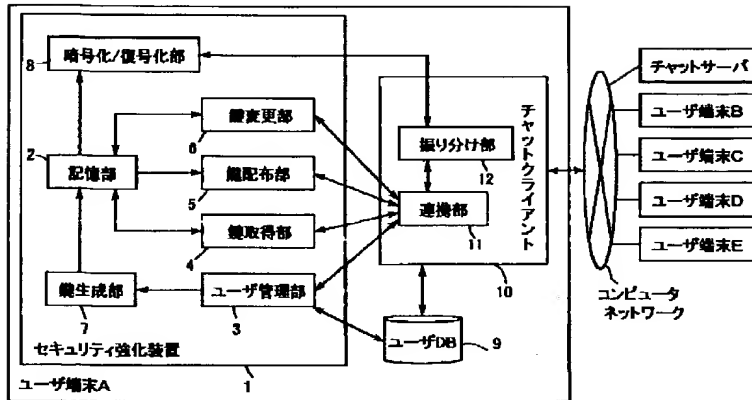 暗号化/復号化部
8
鍵変更部
6
2
記憶部
鍵配布部
5
鍵取得部
4
鍵生成部
7
ユーザ管理部
3
セキュリティ強化装置
1
ユーザ端末A
振り分け部
12
連携部
11
チャットクライアント
10
ユーザDB
9
チャットサーバ
ユーザ端末B
ユーザ端末C
ユーザ端末D
ユーザ端末E
コンピュータ
ネットワーク